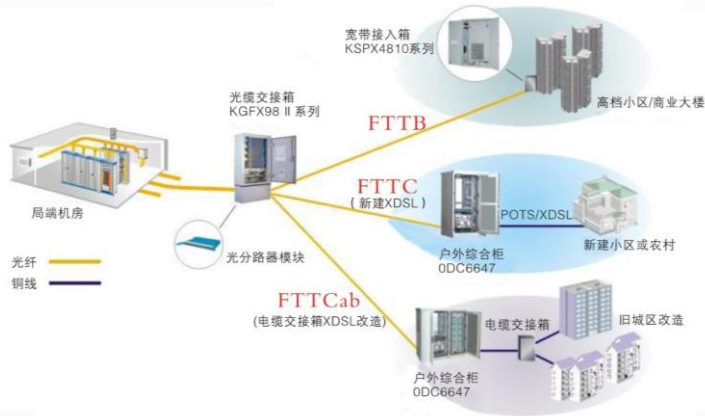 宽带接入箱
KSPX4810系列
高档小区/商业大楼
光缆交接箱
KGFX98 II 系列
FTTB
局端机房
FTTC
(新建XDSL)
POTS/XDSL
新建小区或农村
户外综合柜
0DC6647
光分路器模块
光纤
铜线
FTTCab
(电缆交接箱XDSL改造)
电缆交接箱
旧城区改造
户外综合柜
0DC6647